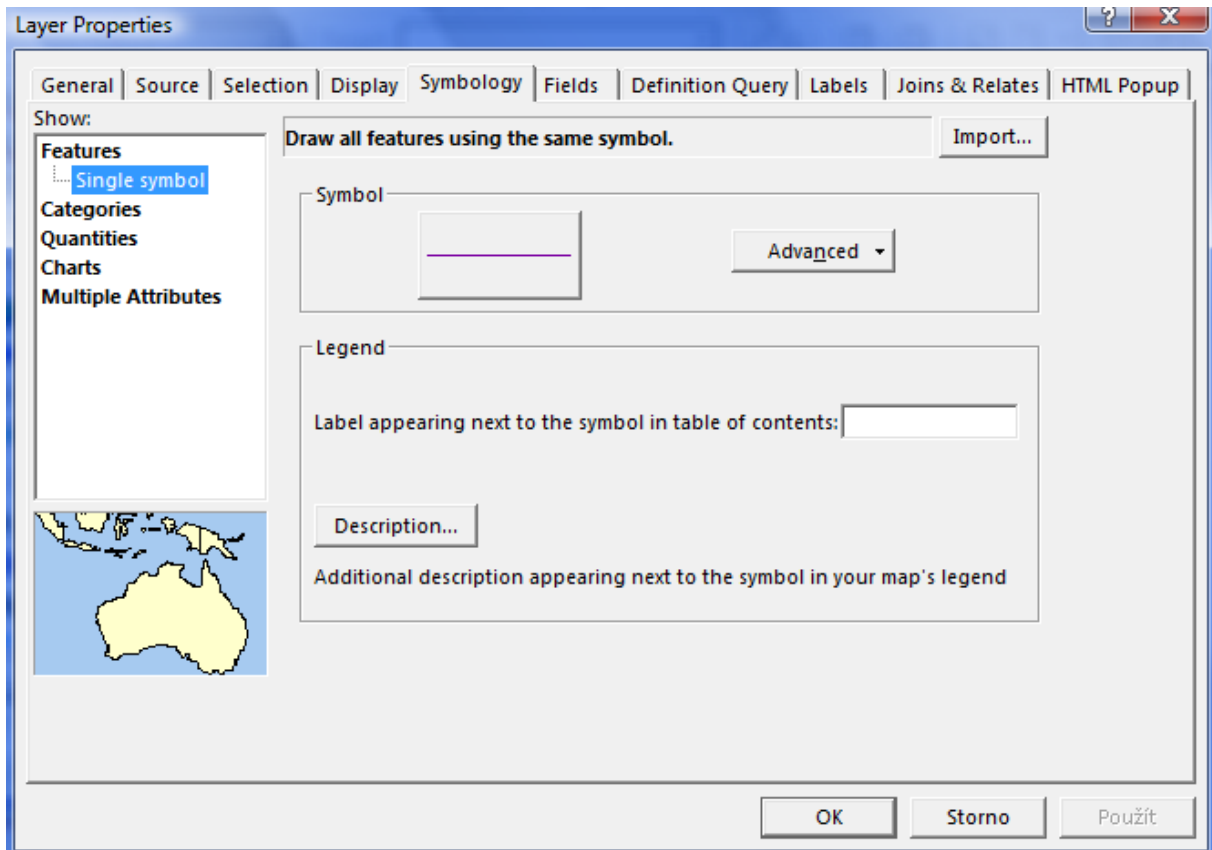 Layer Properties
?
X
General Source Selection Display Symbology Fields Definition Query Labels Joins & Relates HTML Popup
Show:
Features
Single symbol
Categories
Quantities
Charts
Multiple Attributes
Draw all features using the same symbol.
Import...
Symbol
Advanced
Legend
Label appearing next to the symbol in table of contents:
Description...
Additional description appearing next to the symbol in your map's legend
OK
Storno
Použít